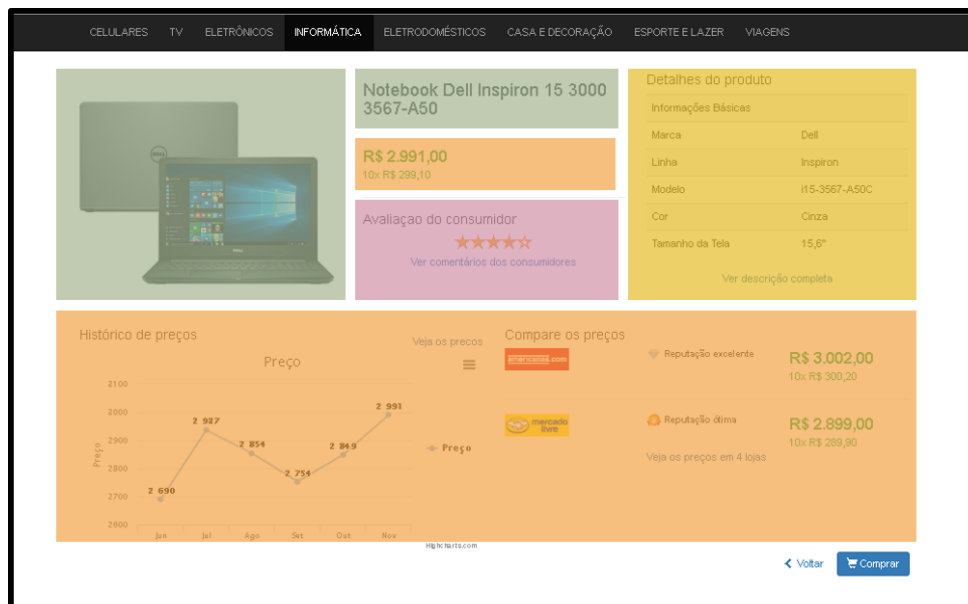 CELULARES TV ELETRÔNICOS INFORMÁTICA ELETRODOMÉSTICOS CASA E DECORAÇÃO ESPORTE E LAZER VIAGENS
DELL
Notebook Dell Inspiron 15 3000
3567-A50
R$ 2.991,00
10x R$ 299,10
Avaliaçao do consumidor
Ver comentários dos consumidores
Detalhes do produto
Informações Básicas
Marca Dell
Linha Inspiron
Modelo i15-3567-A50C
Cor Cinza
Tamanho da Tela 15,6"
Ver descrição completa
Histórico de preços
Veja os precos
Preço
2100
2000
2900
2800
2700
2600
Preço
2 690
2 937
2 854
2 754
2 849
2 991
Jun Jul Ago Set Out Nov
Preço
Highcharts.com
Compare os preços
americanas.com Reputação excelente R$ 3.002,00
10x R$ 300,20
mercado
livre
Reputação ótima R$ 2.899,00
10x R$ 289,90
Veja os preços em 4 lojas
Voltar Comprar